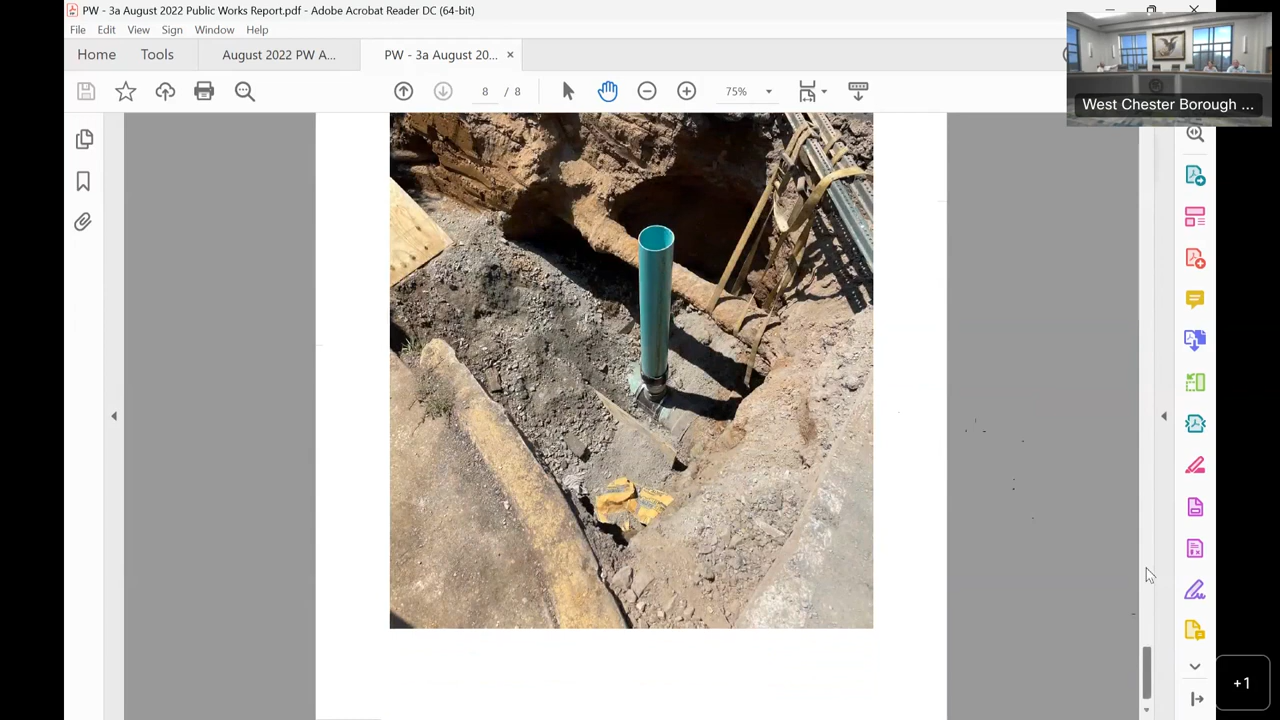 PW - 3a August 2022 Public Works Report.pdf - Adobe Acrobat Reader DC (64-bit)
File Edit View Sign Window Help
Home Tools August 2022 PW A... PW - 3a August 20... ×
8 / 8 75%
West Chester Borough ...
+1